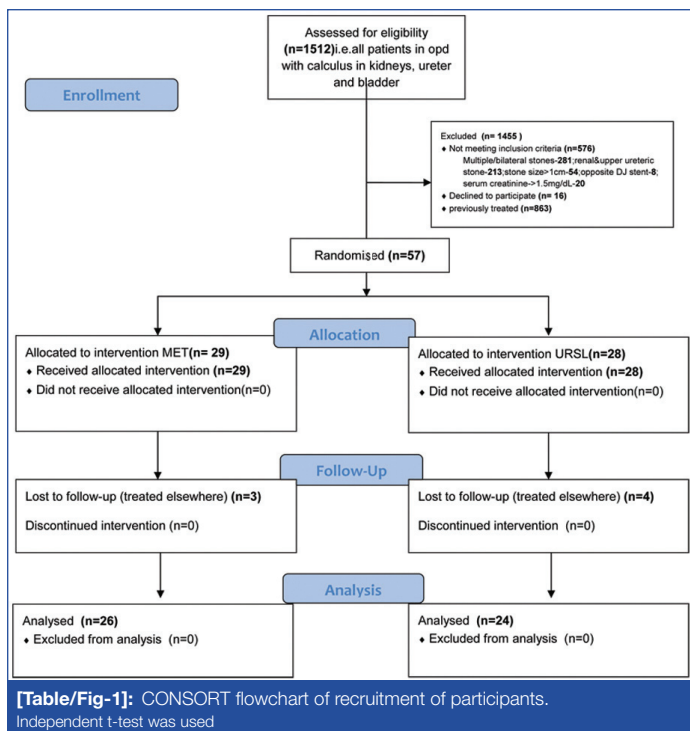 Assessed for eligibility
(n=1512)i.e.all patients in opd
with calculus in kidneys, ureter
and bladder
Enrollment
Excluded (n= 1455 )
♦ Not meeting inclusion criteria (n=576)
Multiple/bilateral stones-281;renal&upper ureteric
stone-213;stone size>1cm-54;opposite DJ stent-8;
serum creatinine->1.5mg/dL-20
♦ Declined to participate (n= 16)
♦ previously treated (n=863)
Randomised (n=57)
Allocation
Allocated to intervention MET(n= 29)
♦ Received allocated intervention (n=29)
♦ Did not receive allocated intervention(n=0)
Allocated to intervention URSL(n=28)
♦ Received allocated intervention (n=28)
♦ Did not receive allocated intervention(n=0)
Follow-Up
Lost to follow-up (treated elsewhere) (n=3)
Discontinued intervention (n=0)
Lost to follow-up (treated elsewhere) (n=4)
Discontinued intervention (n=0)
Analysis
Analysed (n=26)
♦ Excluded from analysis (n=0)
Analysed (n=24)
♦ Excluded from analysis (n=0)
[Table/Fig-1]: CONSORT flowchart of recruitment of participants.
Independent t-test was used